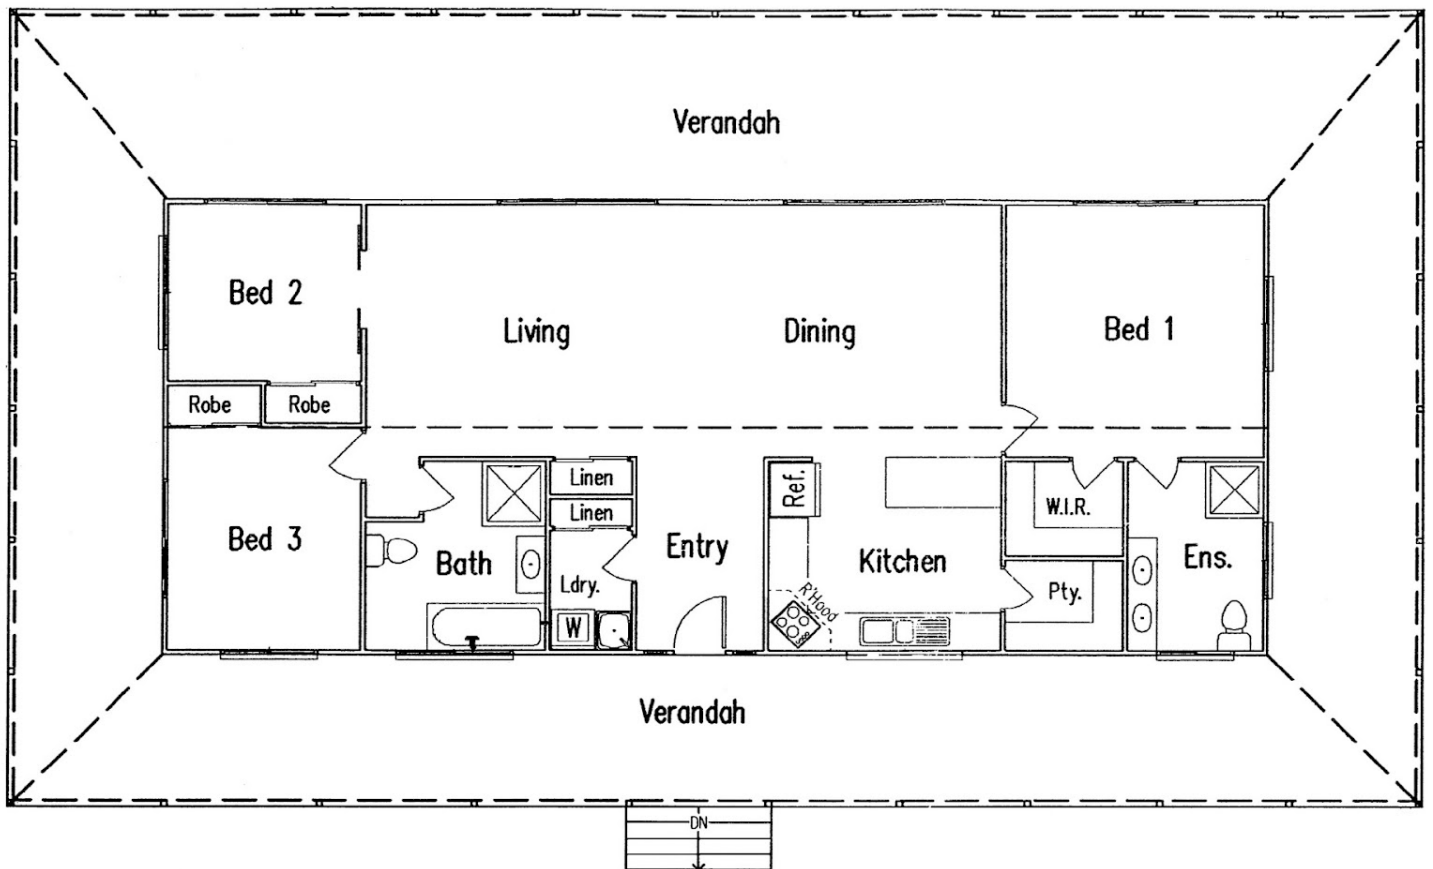 Verandah
Bed 2
Living
Dining
Bed 1
Robe
Robe
Bed 3
Bath
Linen
Linen
Ldry.
W
Entry
Ref.
Kitchen
R'Hood
W.I.R.
Pty.
Ens.
Verandah
DN